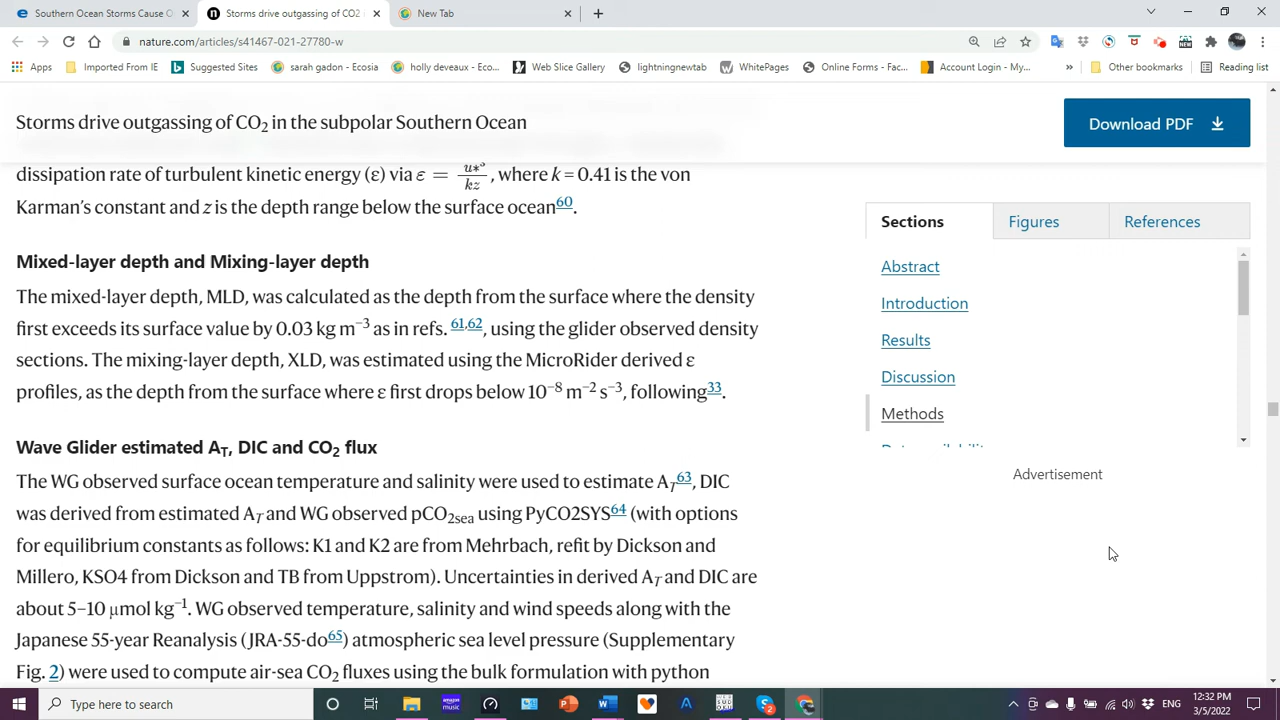 Southern Ocean Storms Cause O
Storms drive outgassing of CO2
New Tab
nature.com/articles/s41467-021-27780-w
Apps
Imported From IE
Suggested Sites
sarah gadon - Ecosia
holly deveaux - Eco...
Web Slice Gallery
lightningnewtab
WhitePages
Online Forms - Fac...
Account Login - My...
»
Other bookmarks
Reading list
Storms drive outgassing of CO₂ in the subpolar Southern Ocean
Download PDF
dissipation rate of turbulent kinetic energy (ε) via ε = u*³/kz, where k = 0.41 is the von
Karman's constant and z is the depth range below the surface ocean60.
Mixed-layer depth and Mixing-layer depth
The mixed-layer depth, MLD, was calculated as the depth from the surface where the density
first exceeds its surface value by 0.03 kg m⁻³ as in refs. 61,62, using the glider observed density
sections. The mixing-layer depth, XLD, was estimated using the MicroRider derived ε
profiles, as the depth from the surface where ε first drops below 10⁻⁸ m⁻² s⁻³, following33.
Wave Glider estimated AT, DIC and CO₂ flux
The WG observed surface ocean temperature and salinity were used to estimate AT63, DIC
was derived from estimated AT and WG observed pCO2sea using PyCO2SYS64 (with options
for equilibrium constants as follows: K1 and K2 are from Mehrbach, refit by Dickson and
Millero, KSO4 from Dickson and TB from Uppstrom). Uncertainties in derived AT and DIC are
about 5–10 μmol kg⁻¹. WG observed temperature, salinity and wind speeds along with the
Japanese 55-year Reanalysis (JRA-55-do65) atmospheric sea level pressure (Supplementary
Fig. 2) were used to compute air-sea CO₂ fluxes using the bulk formulation with python
Sections
Figures
References
Abstract
Introduction
Results
Discussion
Methods
Advertisement
Type here to search
ENG
12:32 PM
3/5/2022